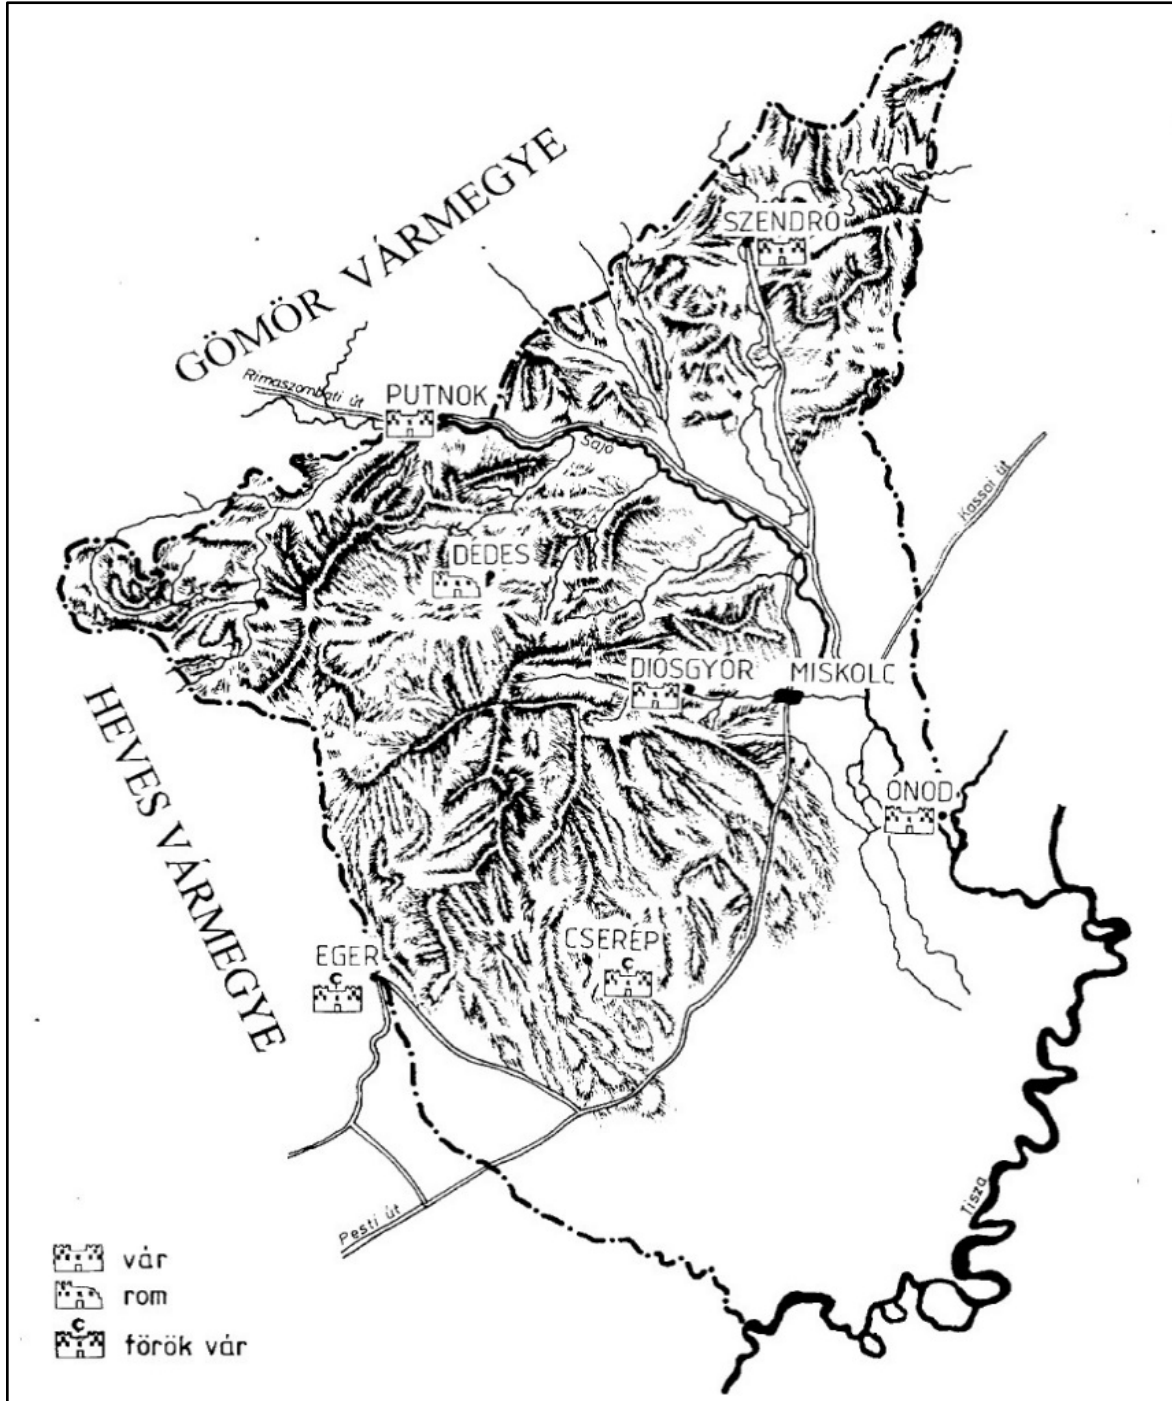 GÖMÖR VÁRMEGYE
SZENDRŐ
Rimaszombati út
PUTNOK
Sajó
Kassai út
DÉDES
DIÓSGYŐR
MISKOLC
HEVES VÁRMEGYE
ÓNOD
CSERÉP
EGER
Tisza
Pesti út
vár
rom
török vár